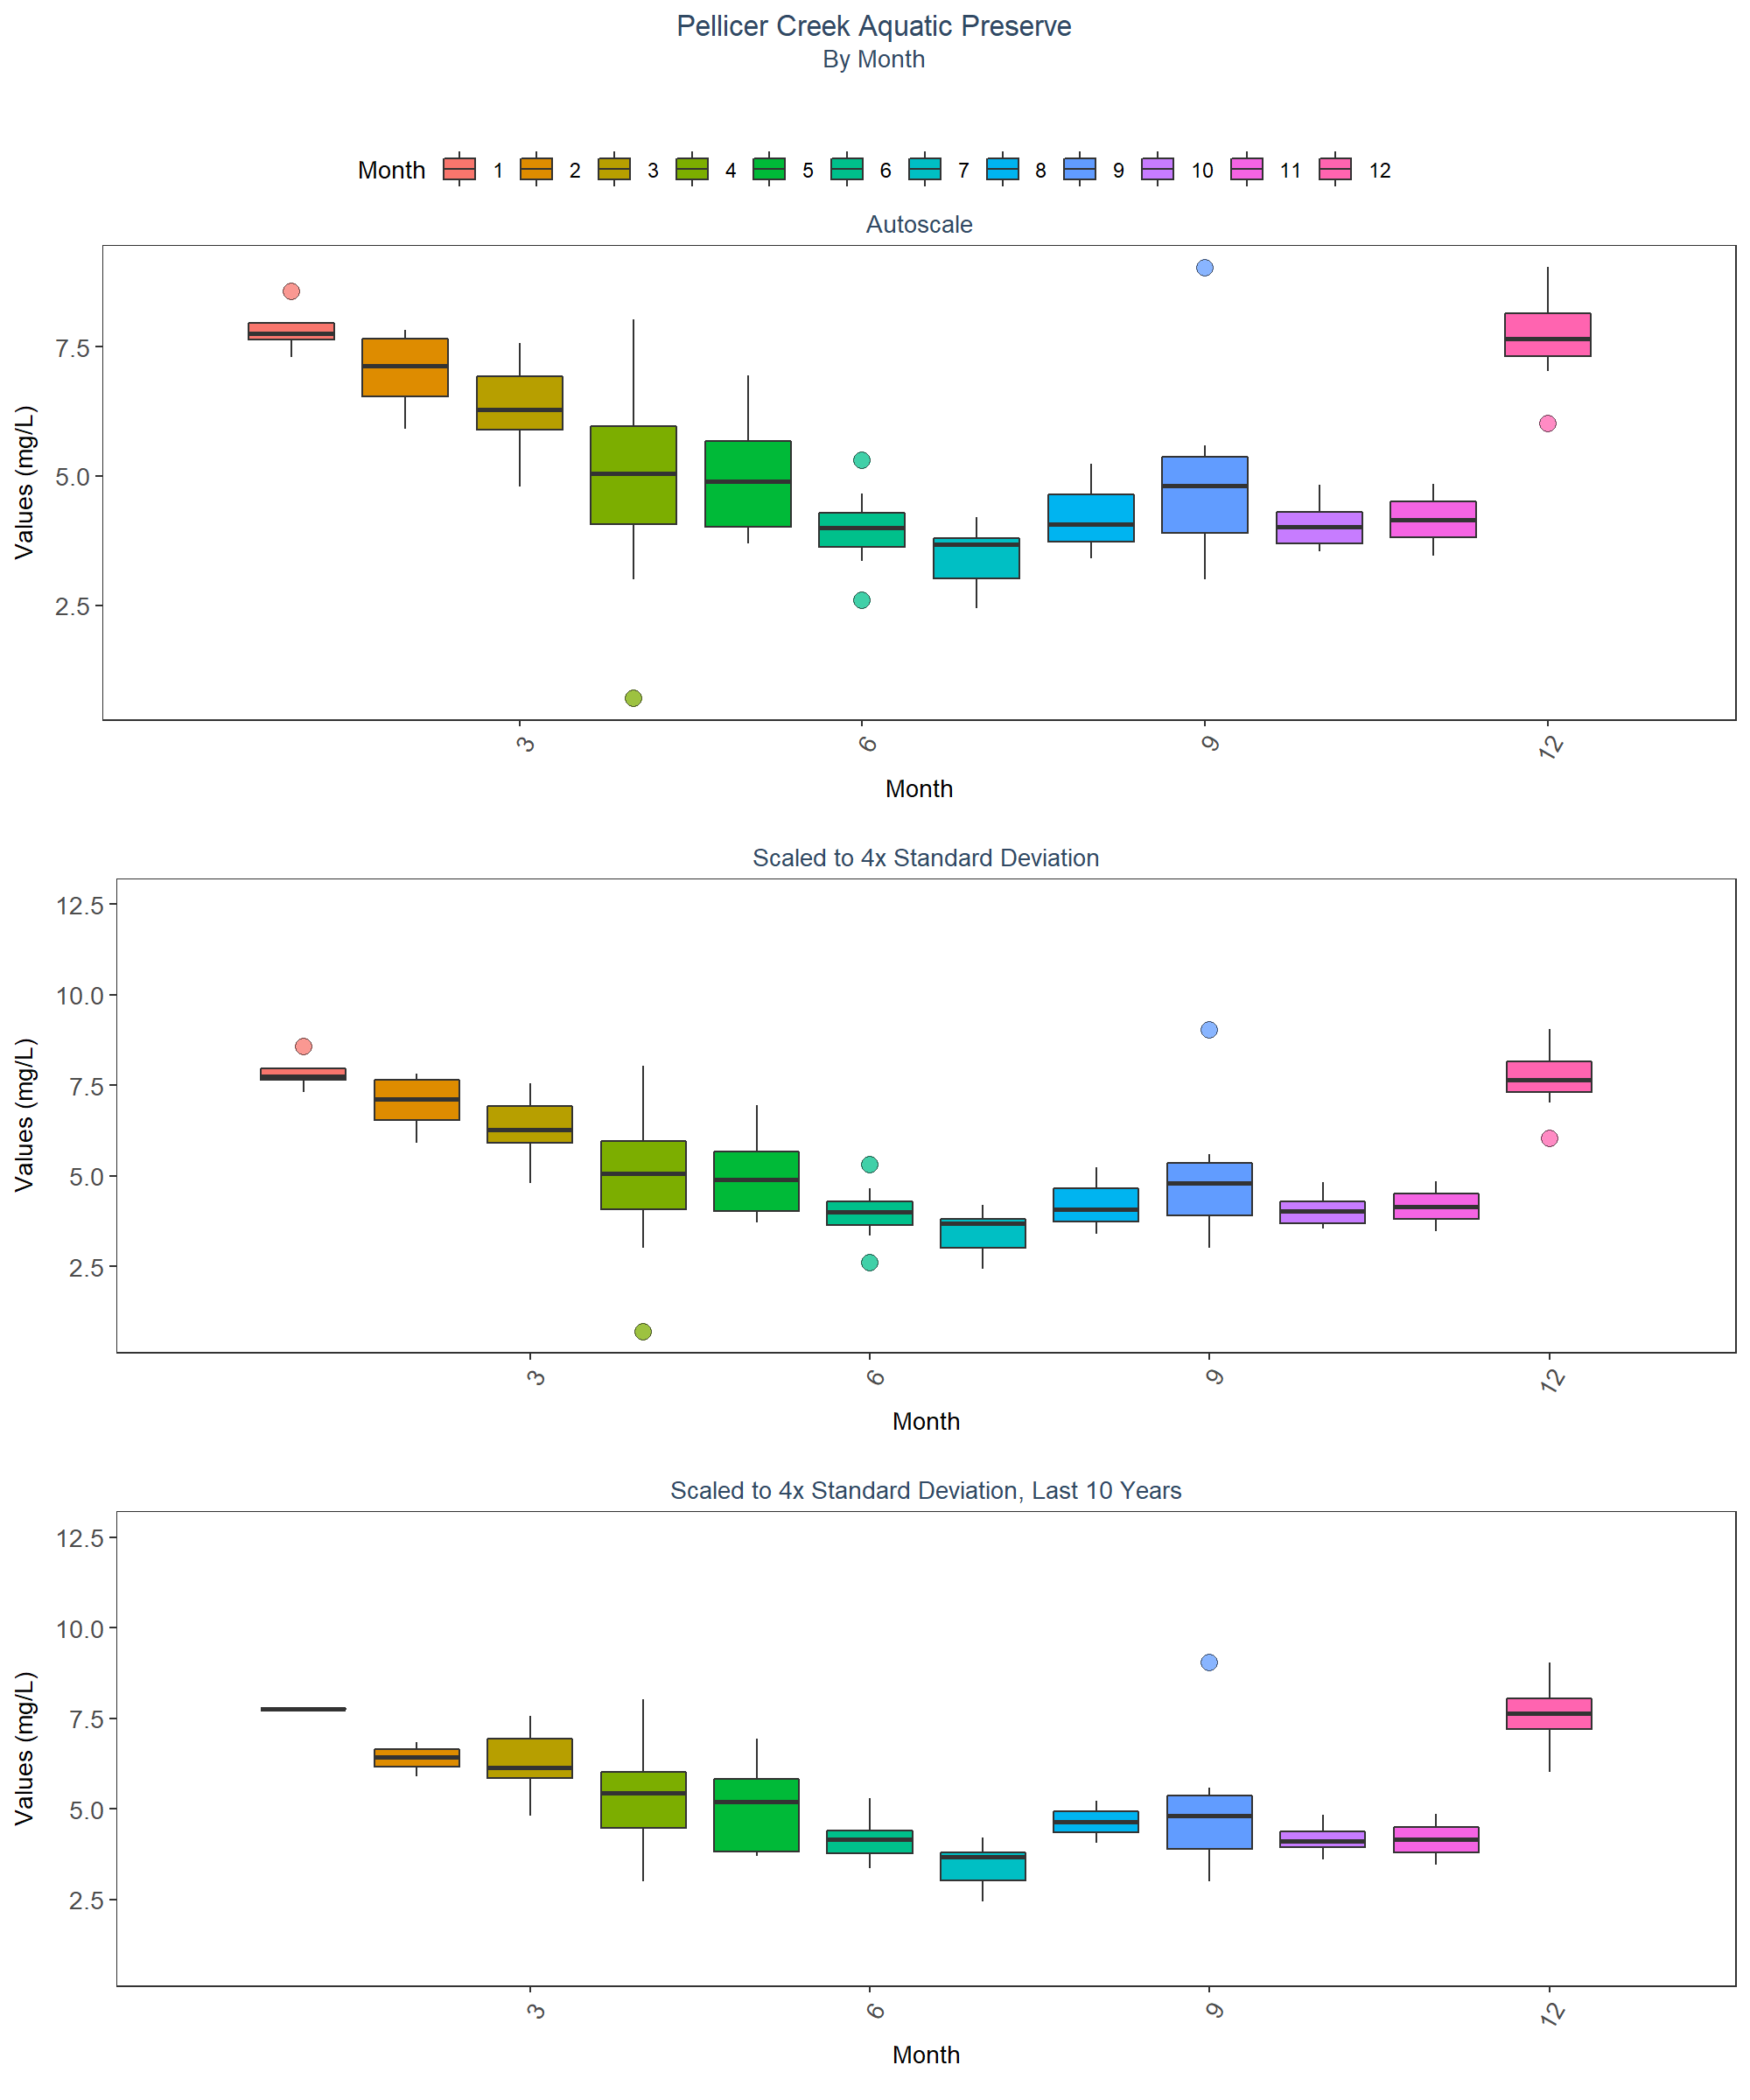 Pellicer Creek Aquatic Preserve
By Month
Month 1 2 3 4 5 6 7 8 9 10 11 12
Autoscale
Values (mg/L)
7.5
5.0
2.5
3 6 9 12
Month
Scaled to 4x Standard Deviation
Values (mg/L)
12.5
10.0
7.5
5.0
2.5
3 6 9 12
Month
Scaled to 4x Standard Deviation, Last 10 Years
Values (mg/L)
12.5
10.0
7.5
5.0
2.5
3 6 9 12
Month